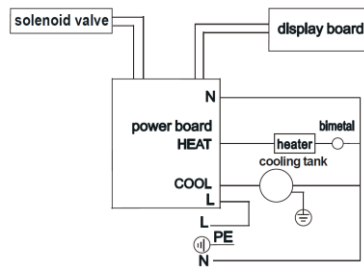 solenoid valve
display board
N
power board
HEAT
bimetal
heater
cooling tank
COOL
L
L
PE
N